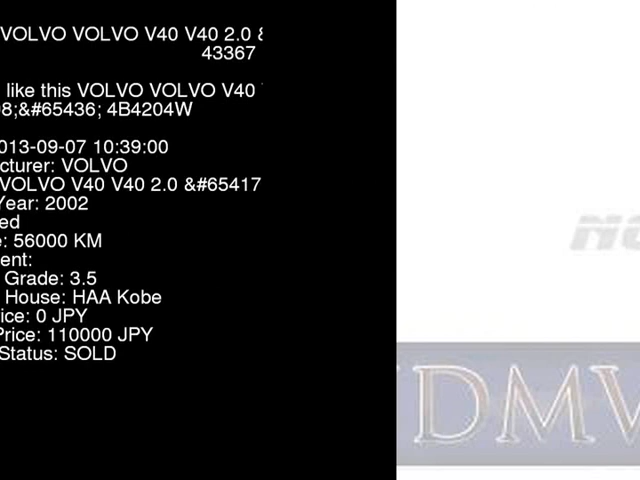 VOLVO VOLVO V40 V40 2.0 &
43367
like this VOLVO VOLVO V40
8;&#65436; 4B4204W
013-09-07 10:39:00
cturer: VOLVO
VOLVO V40 V40 2.0 &#65417
Year: 2002
ed
e: 56000 KM
ent:
Grade: 3.5
House: HAA Kobe
ice: 0 JPY
Price: 110000 JPY
Status: SOLD
NO
DMV